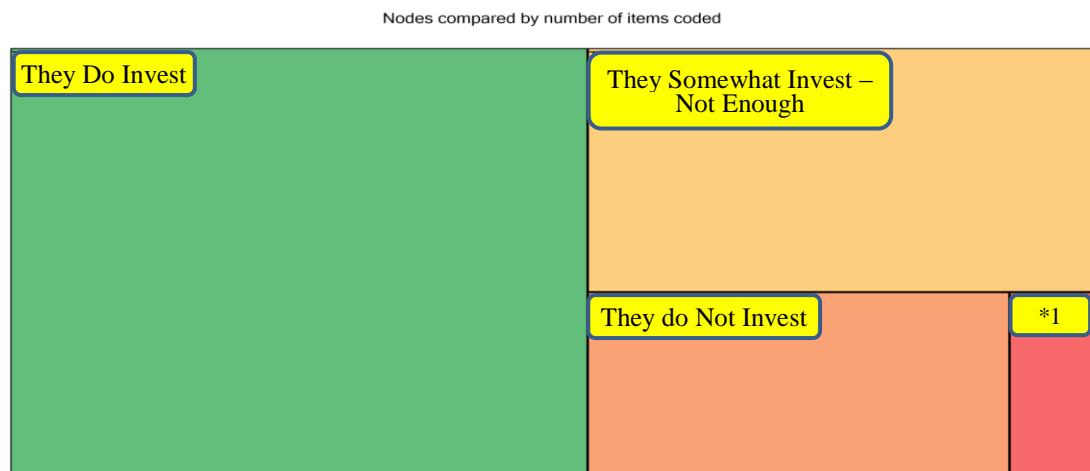 Nodes compared by number of items coded
They Do Invest
They Somewhat Invest –
Not Enough
They do Not Invest
*1